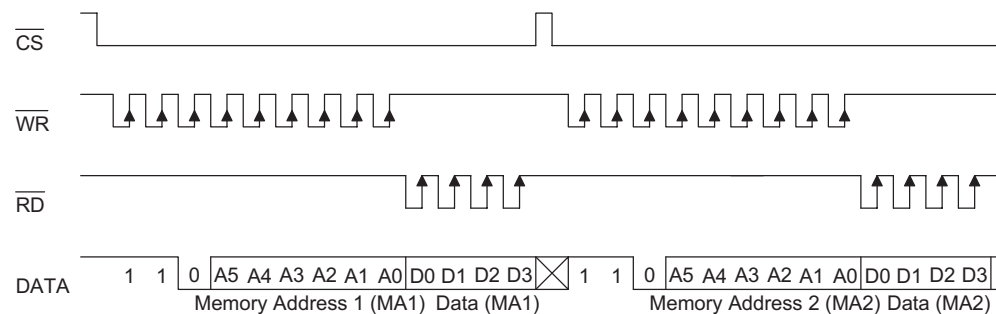 CS
WR
RD
DATA 1 1 0 A5 A4 A3 A2 A1 A0 D0 D1 D2 D3 1 1 0 A5 A4 A3 A2 A1 A0 D0 D1 D2 D3
Memory Address 1 (MA1) Data (MA1) Memory Address 2 (MA2) Data (MA2)